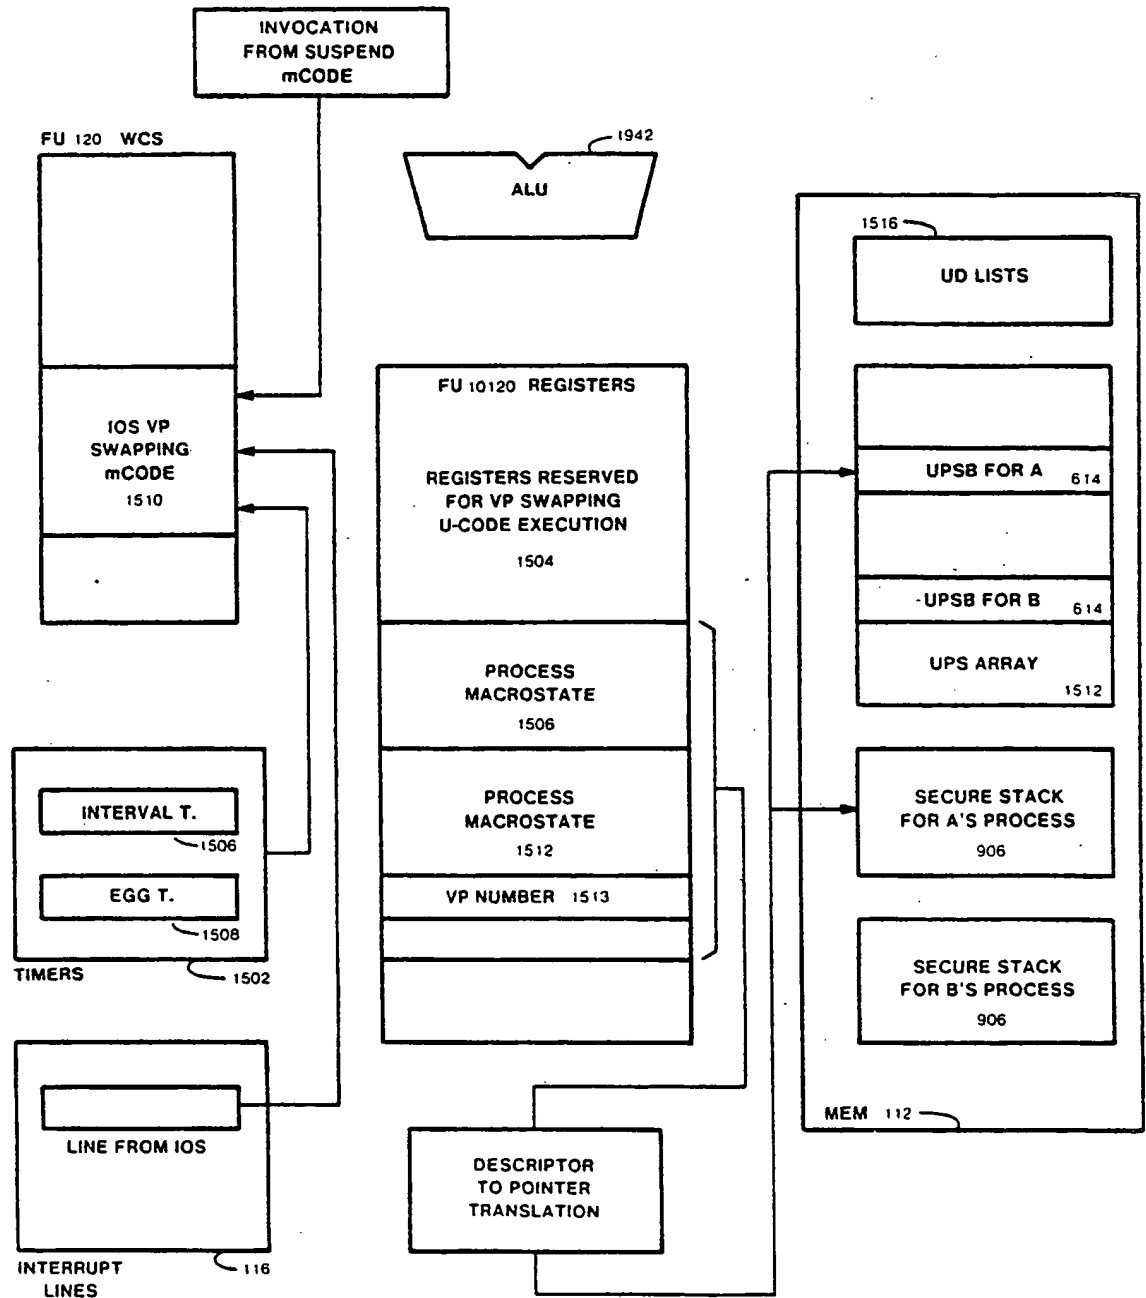 INVOCATION
FROM SUSPEND
mCODE
FU 120 WCS
1942
ALU
1516
UD LISTS
FU 10120 REGISTERS
IOS VP
SWAPPING
mCODE
1510
REGISTERS RESERVED
FOR VP SWAPPING
U-CODE EXECUTION
1504
UPSB FOR A 614
UPSB FOR B 614
UPS ARRAY
1512
PROCESS
MACROSTATE
1506
PROCESS
MACROSTATE
1512
VP NUMBER 1513
INTERVAL T.
1506
EGG T.
1508
TIMERS
1502
SECURE STACK
FOR A'S PROCESS
906
SECURE STACK
FOR B'S PROCESS
906
MEM 112
LINE FROM IOS
INTERRUPT
LINES
116
DESCRIPTOR
TO POINTER
TRANSLATION